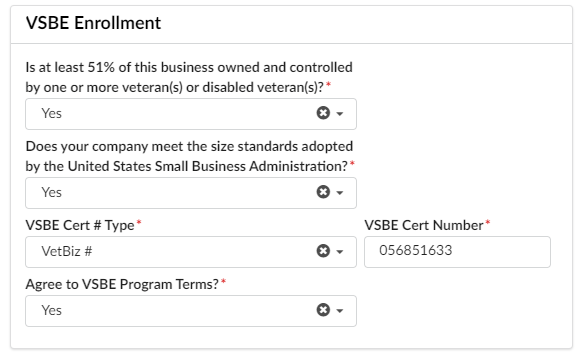 VSBE Enrollment
Is at least 51% of this business owned and controlled
by one or more veteran(s) or disabled veteran(s)?*
Yes
Does your company meet the size standards adopted
by the United States Small Business Administration?*
Yes
VSBE Cert # Type*
VSBE Cert Number*
VetBiz #
056851633
Agree to VSBE Program Terms?*
Yes